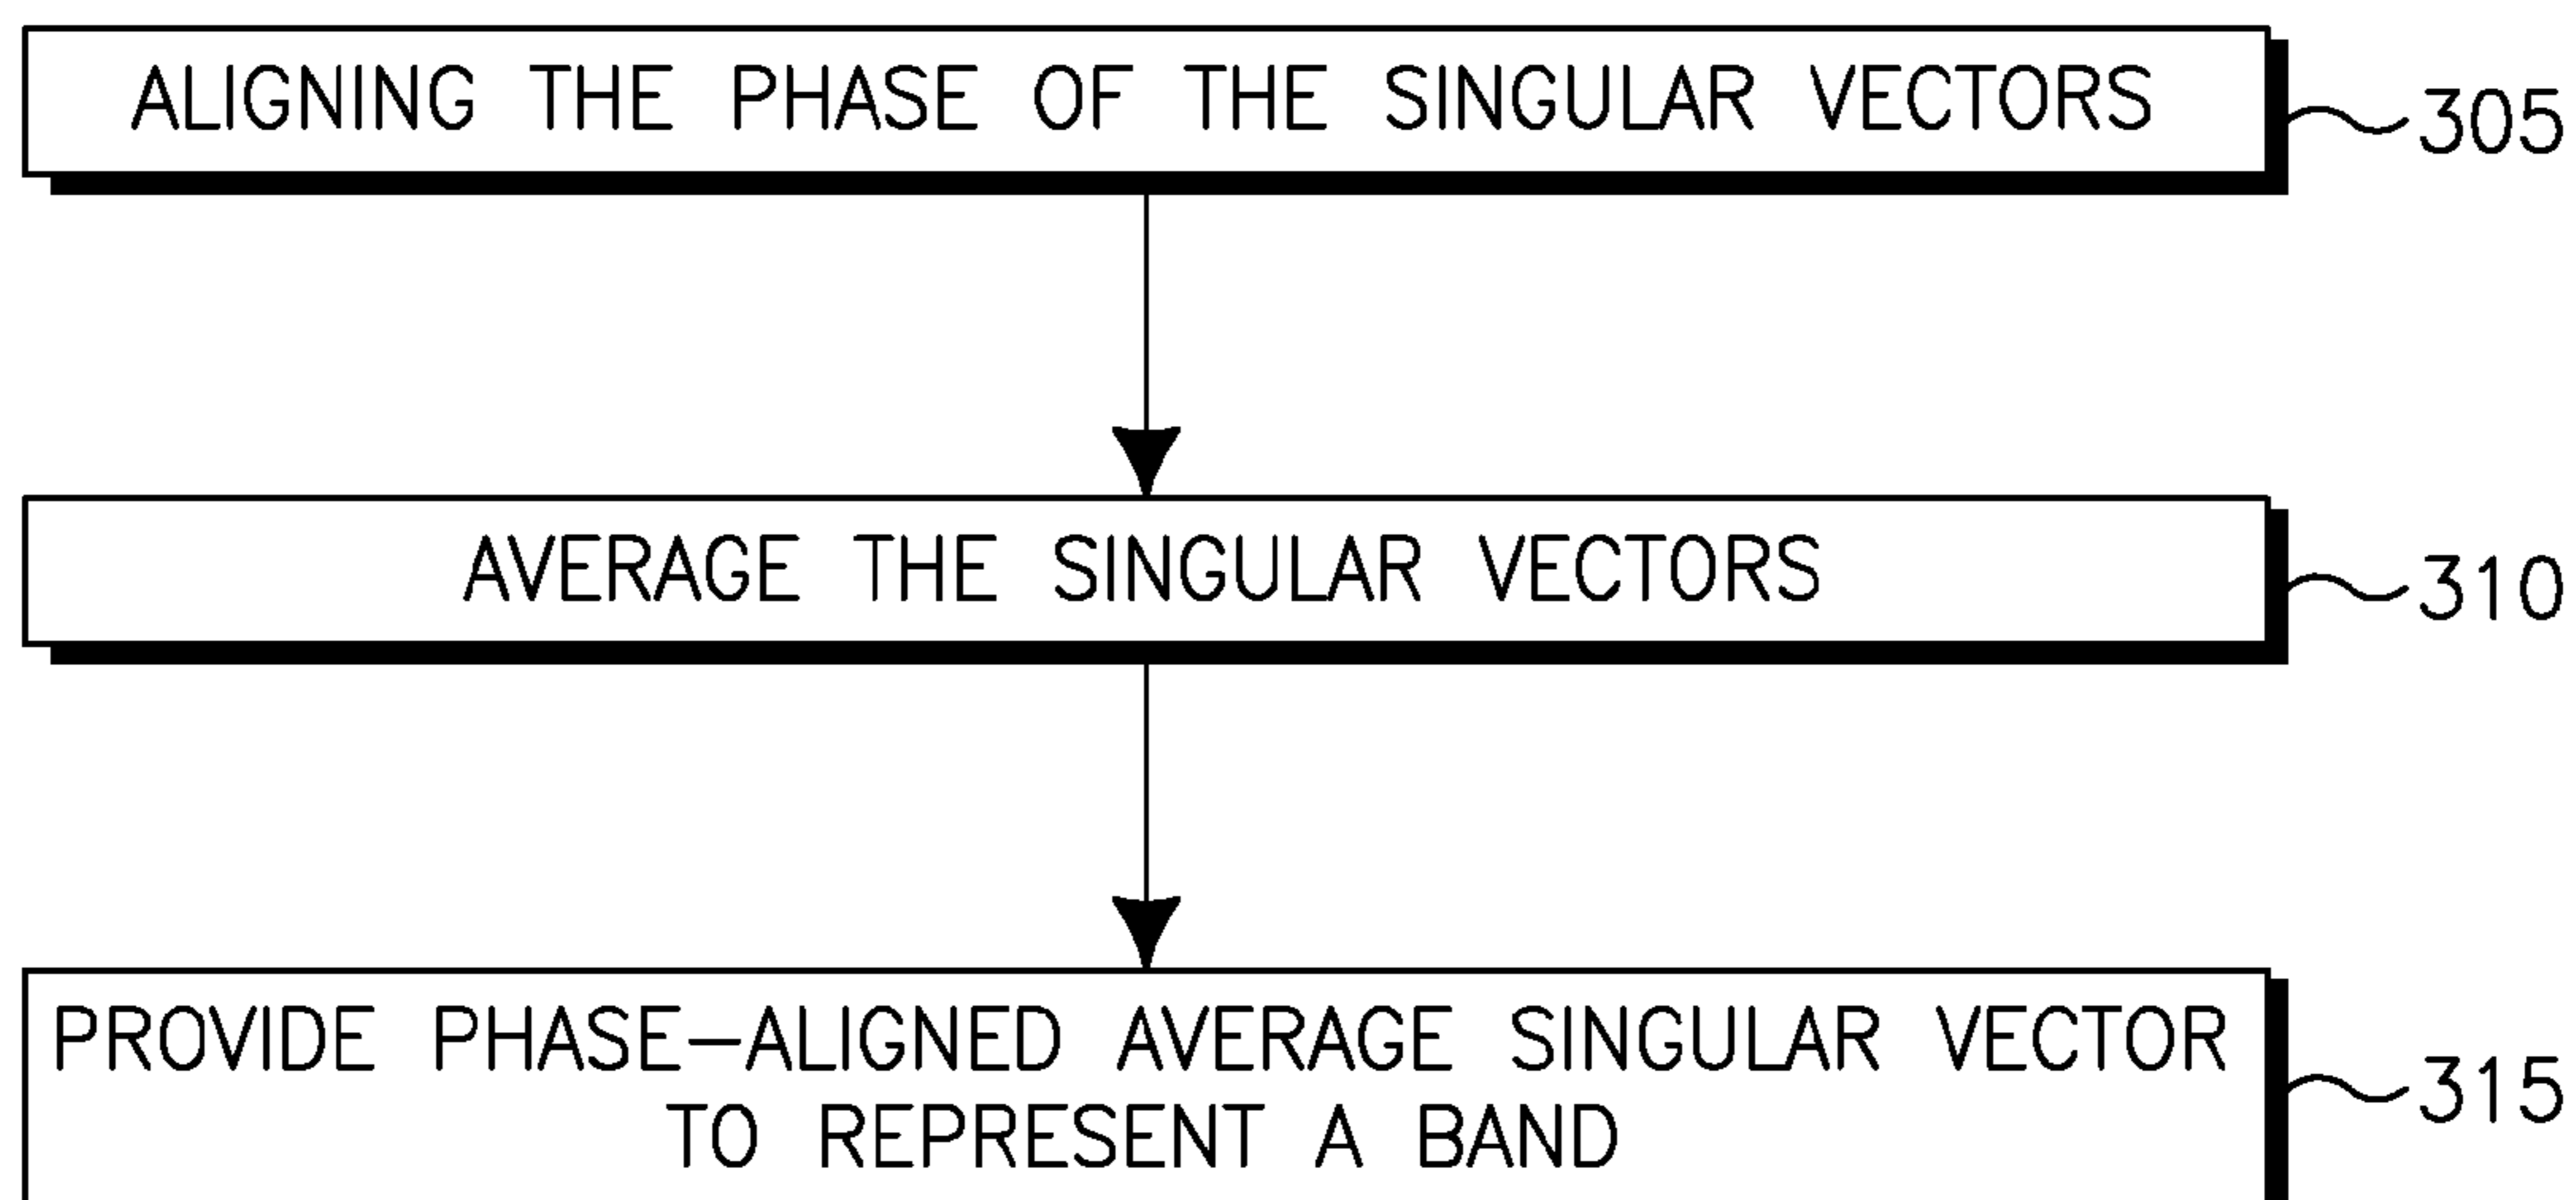 ALIGNING THE PHASE OF THE SINGULAR VECTORS
305
AVERAGE THE SINGULAR VECTORS
310
PROVIDE PHASE-ALIGNED AVERAGE SINGULAR VECTOR
TO REPRESENT A BAND
315